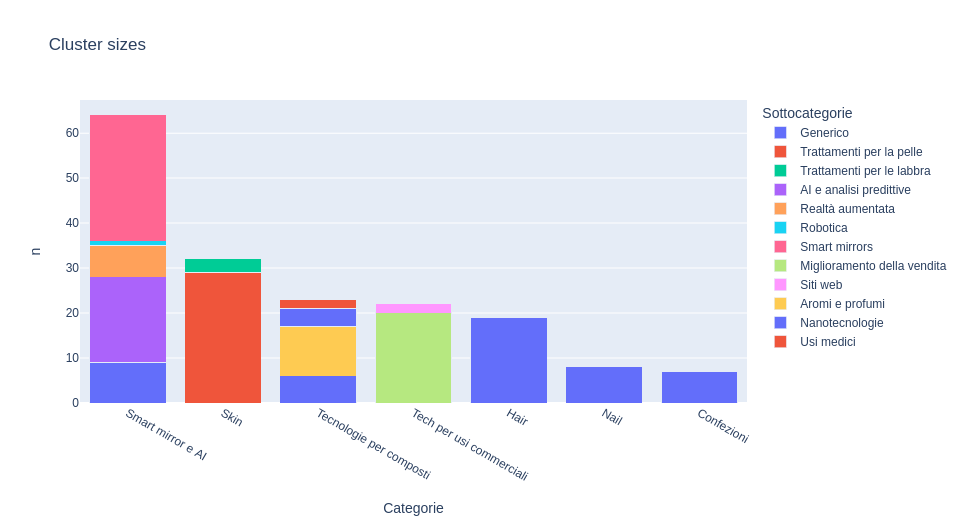 Cluster sizes
n
60
50
40
30
20
10
0
Smart mirror e AI
Skin
Tecnologie per composti
Tech per usi commerciali
Hair
Nail
Confezioni
Categorie
Sottocategorie
Generico
Trattamenti per la pelle
Trattamenti per le labbra
AI e analisi predittive
Realtà aumentata
Robotica
Smart mirrors
Miglioramento della vendita
Siti web
Aromi e profumi
Nanotecnologie
Usi medici